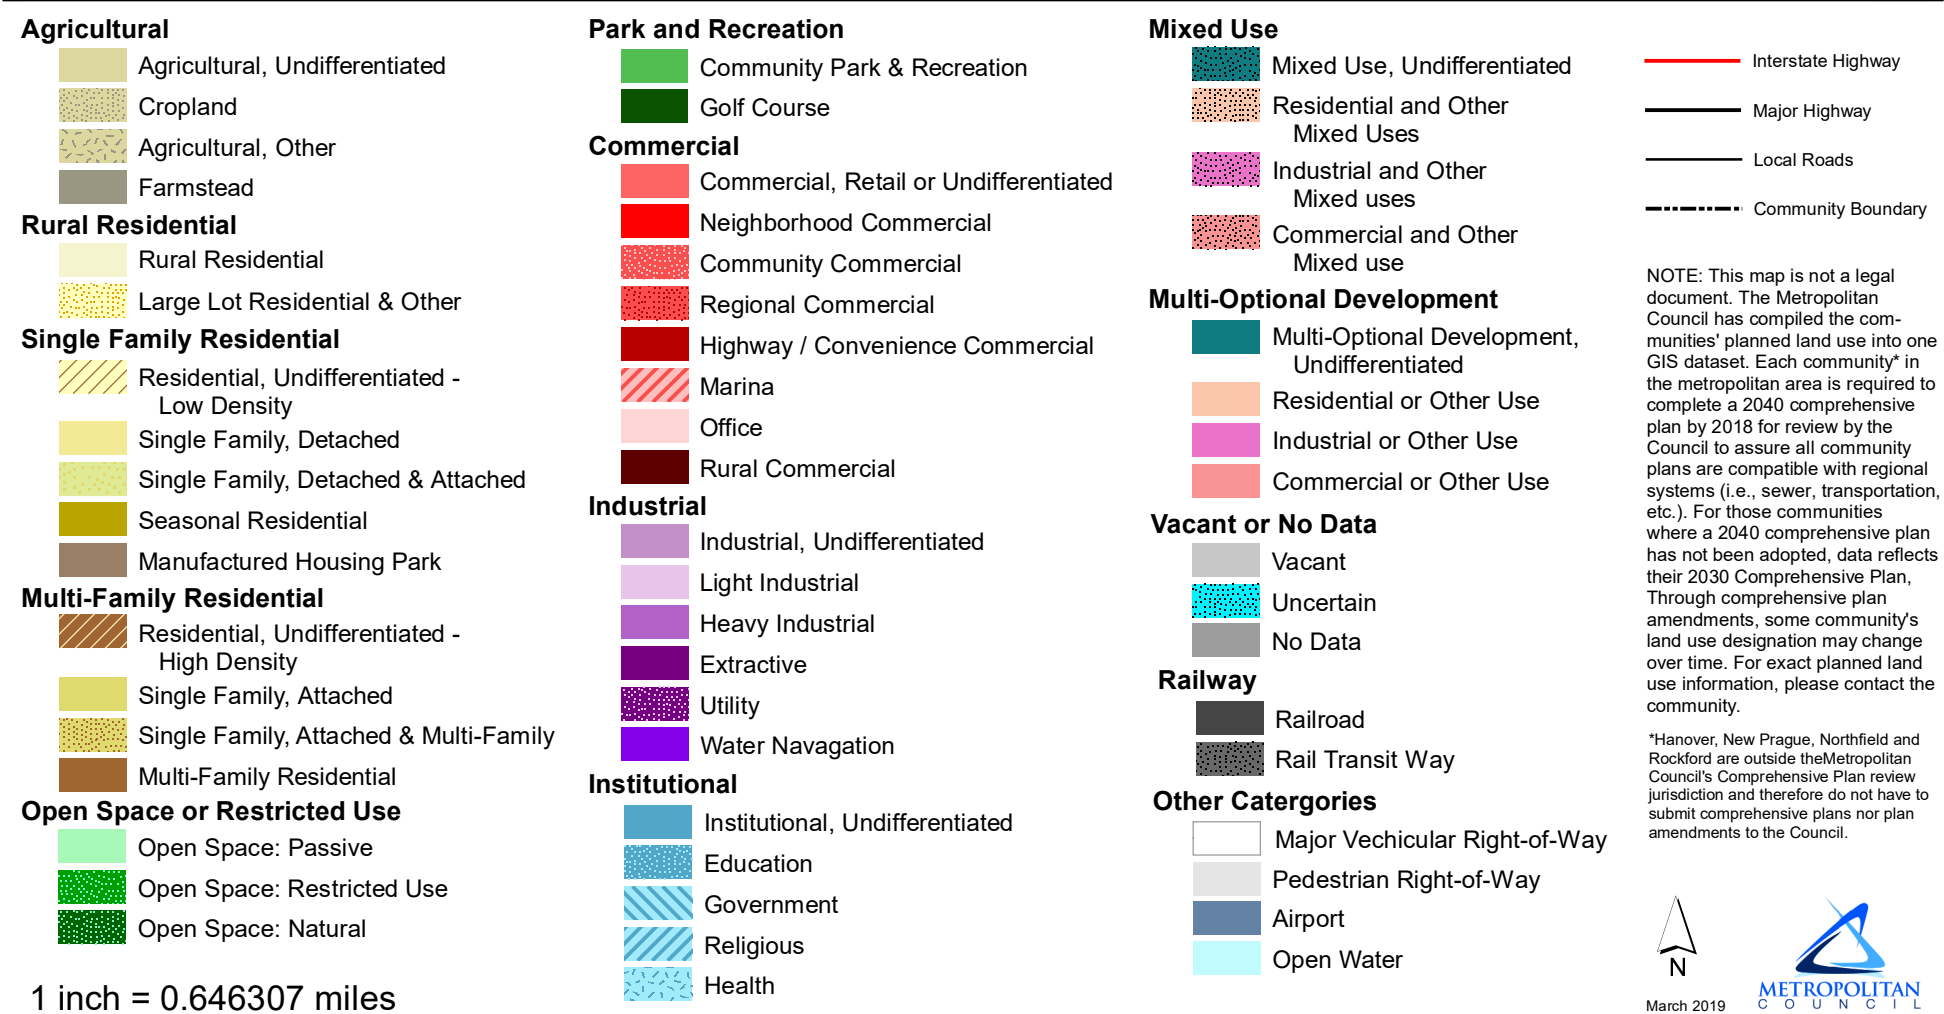 Agricultural
Agricultural, Undifferentiated
Cropland
Agricultural, Other
Farmstead
Rural Residential
Rural Residential
Large Lot Residential & Other
Single Family Residential
Residential, Undifferentiated -
Low Density
Single Family, Detached
Single Family, Detached & Attached
Seasonal Residential
Manufactured Housing Park
Multi-Family Residential
Residential, Undifferentiated -
High Density
Single Family, Attached
Single Family, Attached & Multi-Family
Multi-Family Residential
Open Space or Restricted Use
Open Space: Passive
Open Space: Restricted Use
Open Space: Natural
1 inch = 0.646307 miles
Park and Recreation
Community Park & Recreation
Golf Course
Commercial
Commercial, Retail or Undifferentiated
Neighborhood Commercial
Community Commercial
Regional Commercial
Highway / Convenience Commercial
Marina
Office
Rural Commercial
Industrial
Industrial, Undifferentiated
Light Industrial
Heavy Industrial
Extractive
Utility
Water Navagation
Institutional
Institutional, Undifferentiated
Education
Government
Religious
Health
Mixed Use
Mixed Use, Undifferentiated
Residential and Other
Mixed Uses
Industrial and Other
Mixed uses
Commercial and Other
Mixed use
Multi-Optional Development
Multi-Optional Development,
Undifferentiated
Residential or Other Use
Industrial or Other Use
Commercial or Other Use
Vacant or No Data
Vacant
Uncertain
No Data
Railway
Railroad
Rail Transit Way
Other Catergories
Major Vechicular Right-of-Way
Pedestrian Right-of-Way
Airport
Open Water
Interstate Highway
Major Highway
Local Roads
Community Boundary
NOTE: This map is not a legal
document. The Metropolitan
Council has compiled the com-
munities' planned land use into one
GIS dataset. Each community* in
the metropolitan area is required to
complete a 2040 comprehensive
plan by 2018 for review by the
Council to assure all community
plans are compatible with regional
systems (i.e., sewer, transportation,
etc.). For those communities
where a 2040 comprehensive plan
has not been adopted, data reflects
their 2030 Comprehensive Plan,
Through comprehensive plan
amendments, some community's
land use designation may change
over time. For exact planned land
use information, please contact the
community.
*Hanover, New Prague, Northfield and
Rockford are outside theMetropolitan
Council's Comprehensive Plan review
jurisdiction and therefore do not have to
submit comprehensive plans nor plan
amendments to the Council.
N
March 2019
METROPOLITAN
COUNCIL